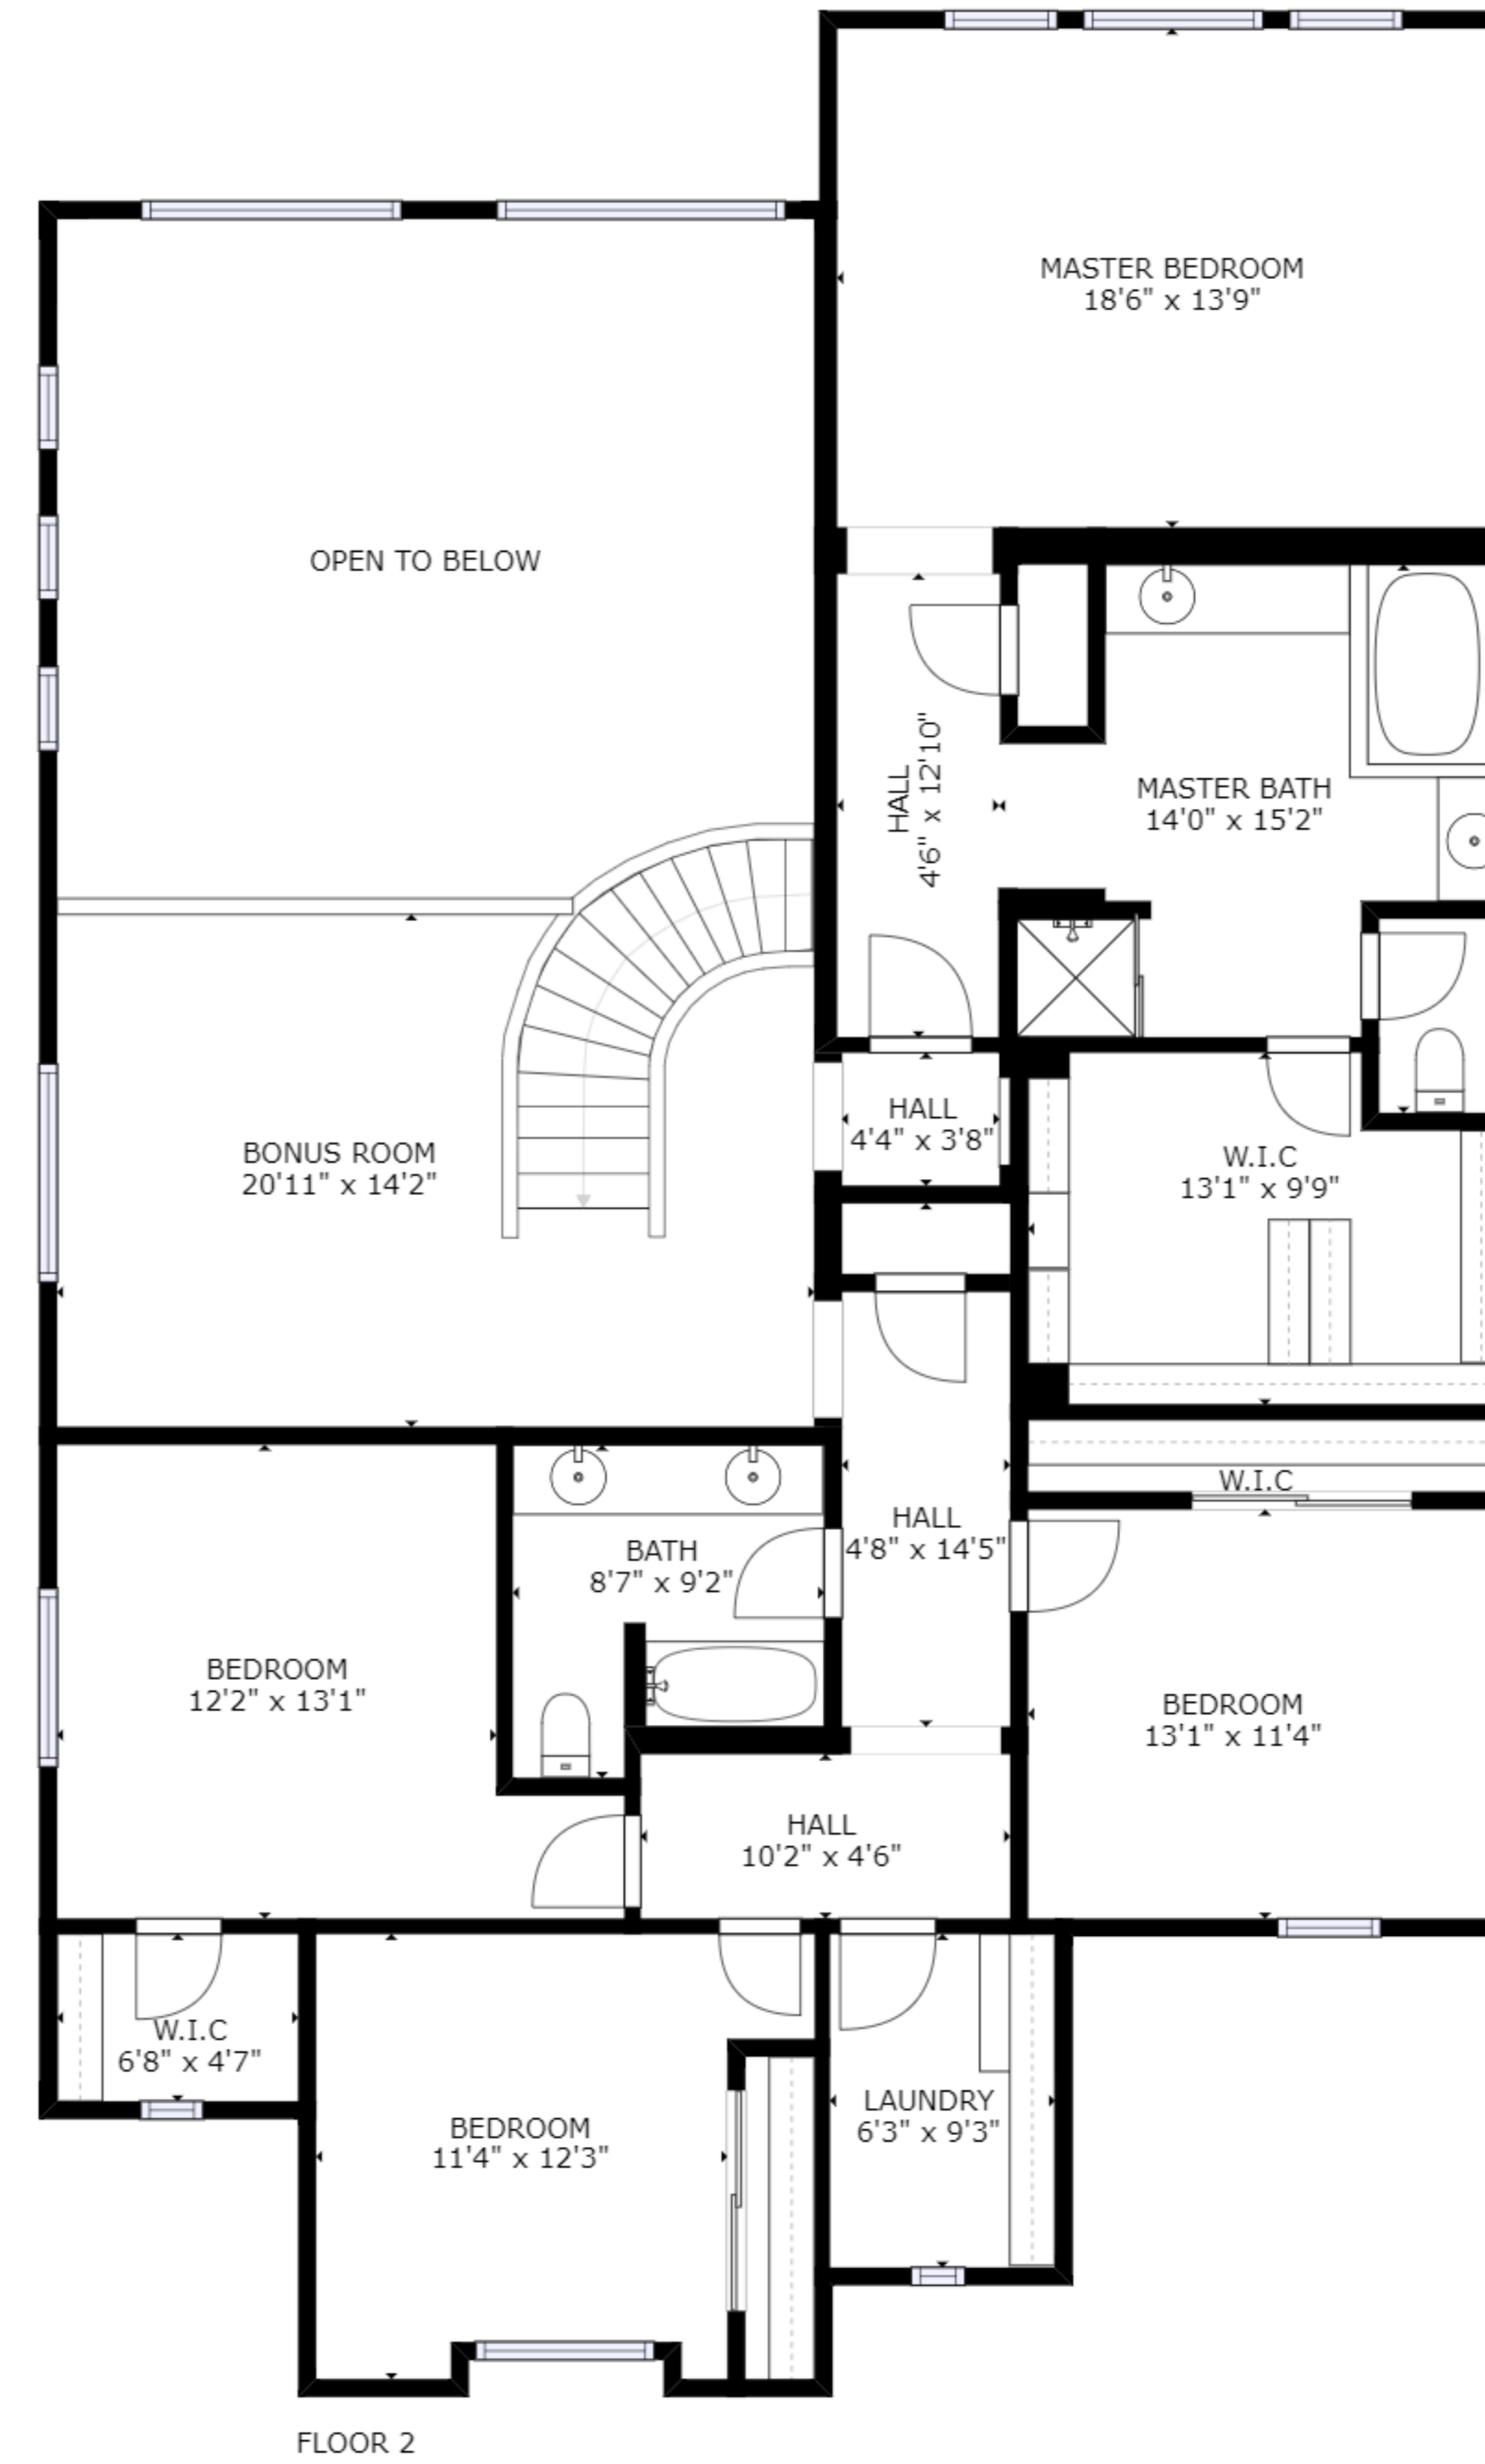 MASTER BEDROOM
18'6" x 13'9"
OPEN TO BELOW
HALL
4'6" x 12'10"
MASTER BATH
14'0" x 15'2"
HALL
4'4" x 3'8"
BONUS ROOM
20'11" x 14'2"
W.I.C
13'1" x 9'9"
W.I.C
HALL
4'8" x 14'5"
BATH
8'7" x 9'2"
BEDROOM
12'2" x 13'1"
BEDROOM
13'1" x 11'4"
HALL
10'2" x 4'6"
W.I.C
6'8" x 4'7"
BEDROOM
11'4" x 12'3"
LAUNDRY
6'3" x 9'3"
FLOOR 2